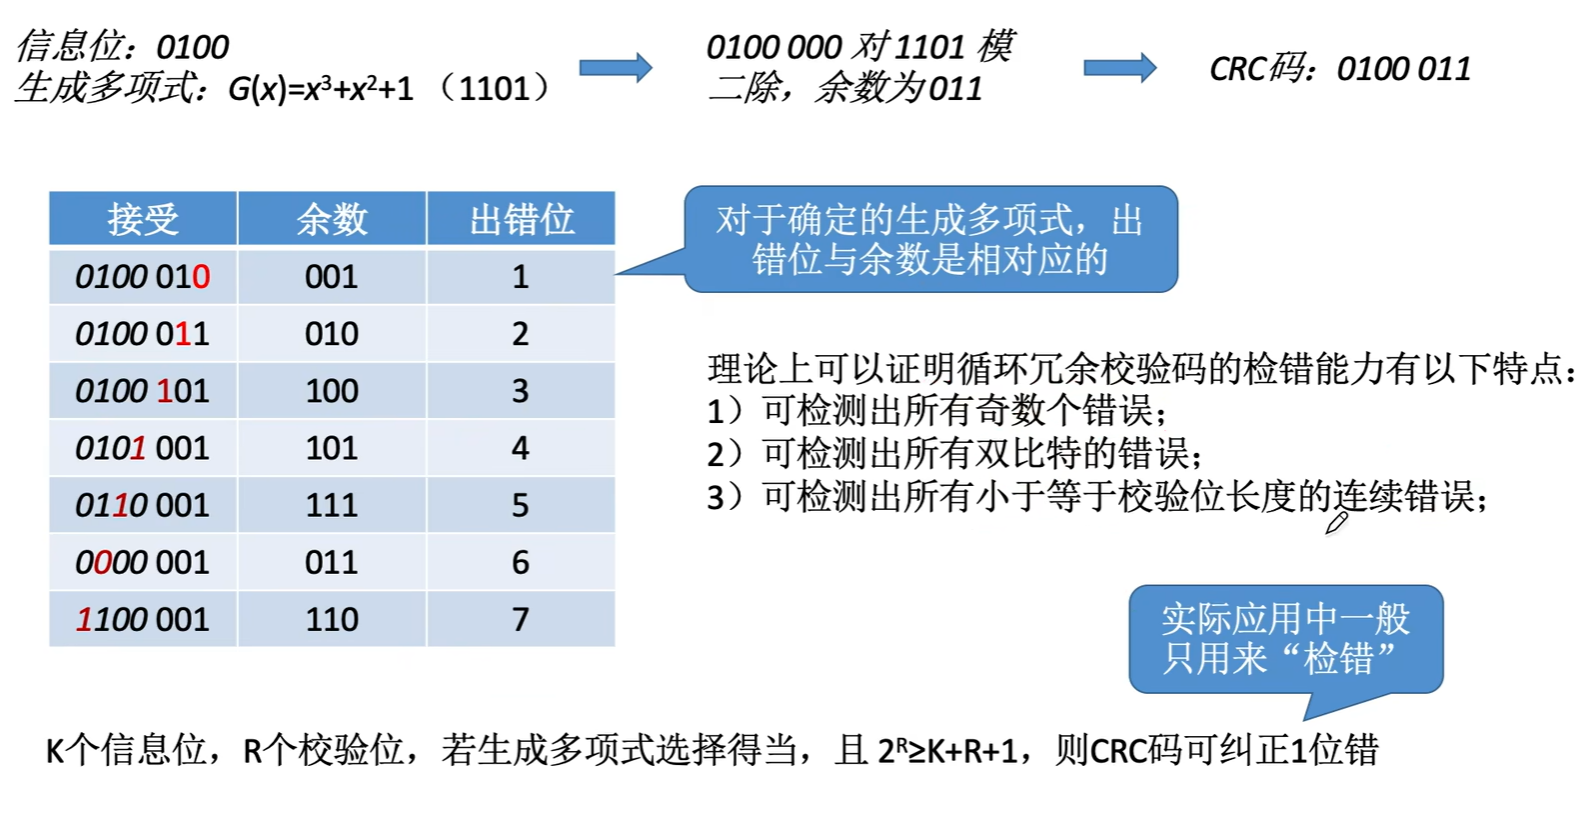 信息位：0100
生成多项式：G(x)=x³+x²+1 （1101）
0100 000 对 1101 模
二除，余数为 011
CRC码：0100 011
接受 余数 出错位
0100 010 001 1
0100 011 010 2
0100 101 100 3
0101 001 101 4
0110 001 111 5
0000 001 011 6
1100 001 110 7
对于确定的生成多项式，出
错位与余数是相对应的
理论上可以证明循环冗余校验码的检错能力有以下特点：
1）可检测出所有奇数个错误；
2）可检测出所有双比特的错误；
3）可检测出所有小于等于校验位长度的连续错误；
实际应用中一般
只用来“检错”
K个信息位，R个校验位，若生成多项式选择得当，且 2ᴿ≥K+R+1，则CRC码可纠正1位错